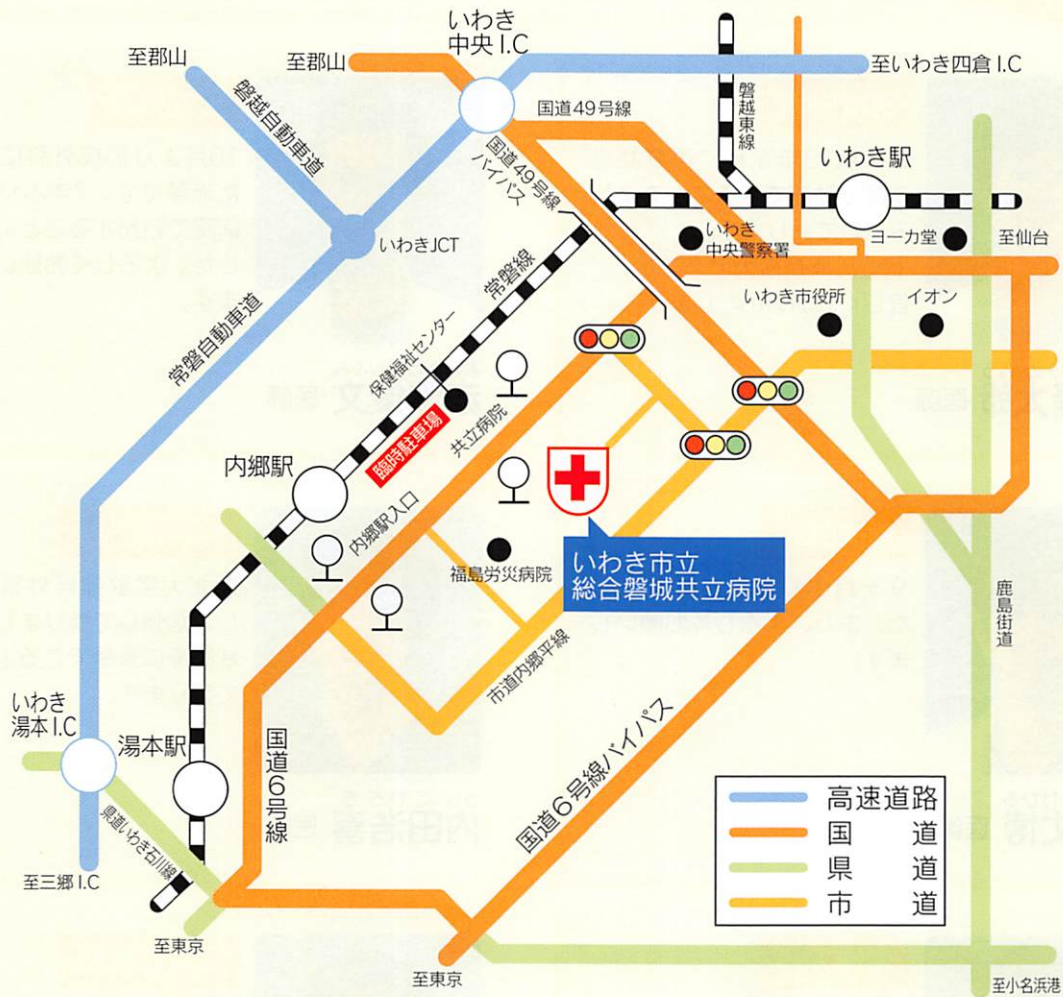 いわき
中央I.C
至郡山
至郡山
至いわき四倉I.C
磐越自動車道
国道49号線
国道49号線
バイパス
磐越東線
いわき駅
いわきJCT
いわき
中央警察署
ヨーカ堂
至仙台
常磐線
常磐自動車道
いわき市役所
イオン
保健福祉センター
臨時駐車場
共立病院
内郷駅
内郷駅入口
福島労災病院
いわき市立
総合磐城共立病院
鹿島街道
市道内郷平線
いわき
湯本I.C
湯本駅
国道6号線
国道6号線バイパス
県道いわき石川線
高速道路
国 道
県 道
市 道
至三郷I.C
至東京
至東京
至小名浜港